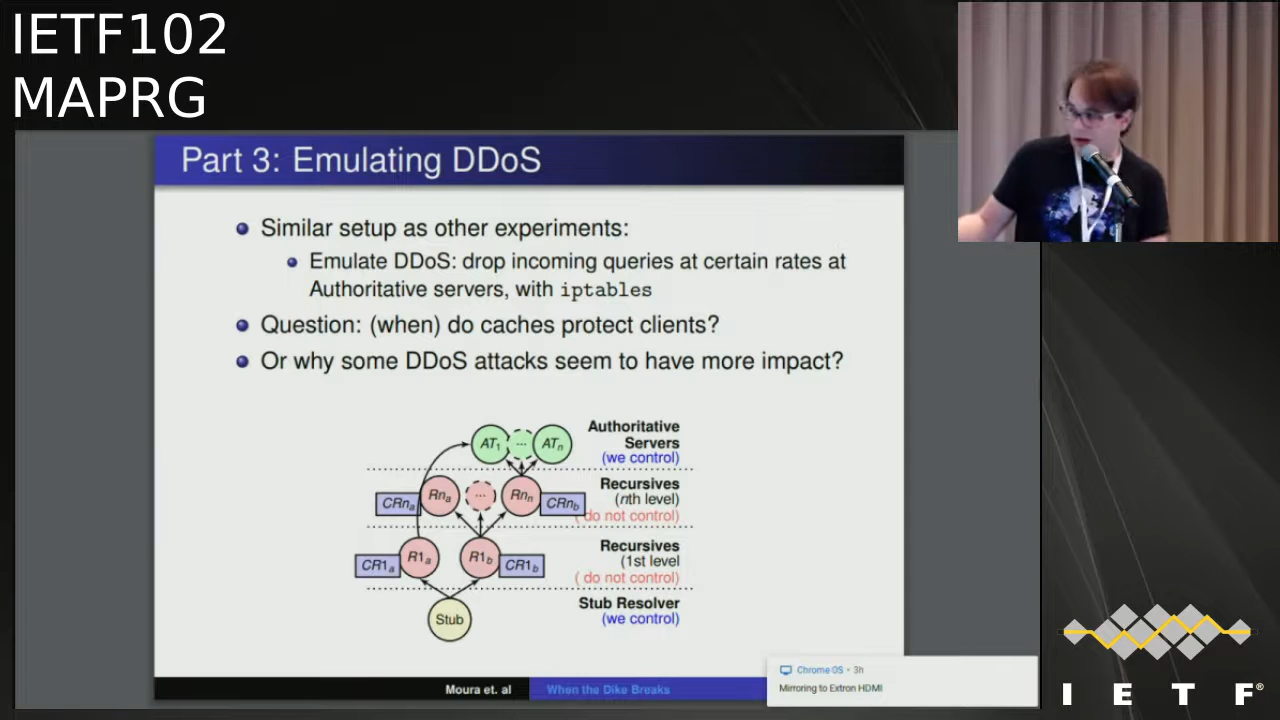 IETF102
MAPRG
Part 3: Emulating DDoS
Similar setup as other experiments:
Emulate DDoS: drop incoming queries at certain rates at
Authoritative servers, with iptables
Question: (when) do caches protect clients?
Or why some DDoS attacks seem to have more impact?
Authoritative
Servers
(we control)
AT1 ... ATn
Recursives
(nth level)
( do not control)
CRna Rna ... Rnn CRnb
Recursives
(1st level
( do not control)
CR1a R1a R1b CR1b
Stub Resolver
(we control)
Stub
Moura et. al When the Dike Breaks
Chrome OS • 3h
Mirroring to Extron HDMI
I E T F®